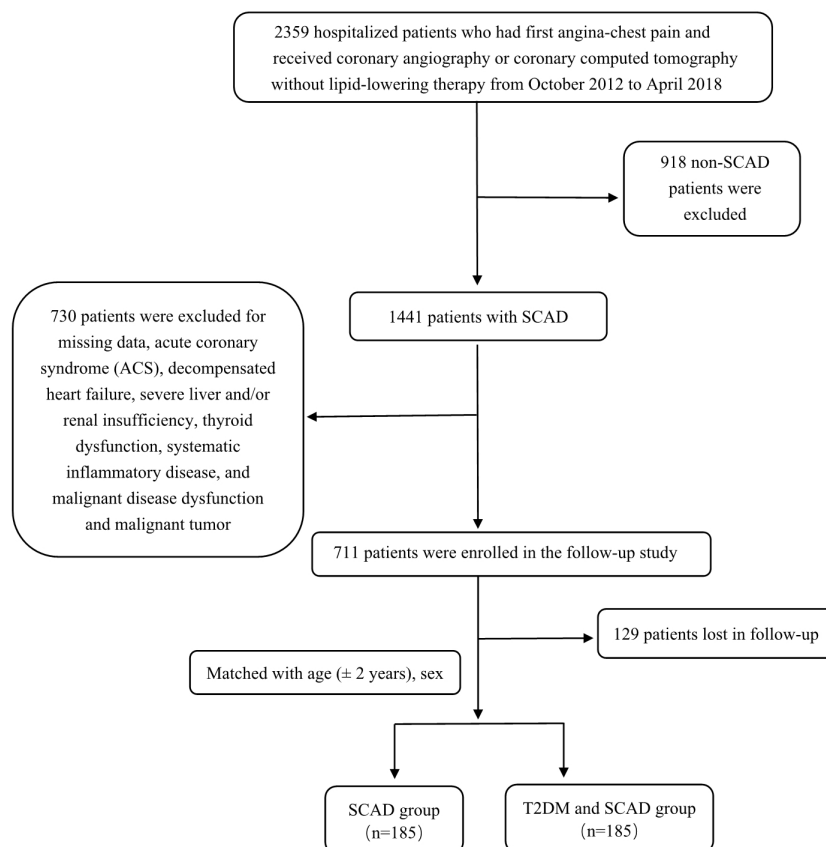 2359 hospitalized patients who had first angina-chest pain and
received coronary angiography or coronary computed tomography
without lipid-lowering therapy from October 2012 to April 2018
918 non-SCAD
patients were
excluded
1441 patients with SCAD
730 patients were excluded for
missing data, acute coronary
syndrome (ACS), decompensated
heart failure, severe liver and/or
renal insufficiency, thyroid
dysfunction, systematic
inflammatory disease, and
malignant disease dysfunction
and malignant tumor
711 patients were enrolled in the follow-up study
129 patients lost in follow-up
Matched with age (± 2 years), sex
SCAD group
（n=185）
T2DM and SCAD group
（n=185）